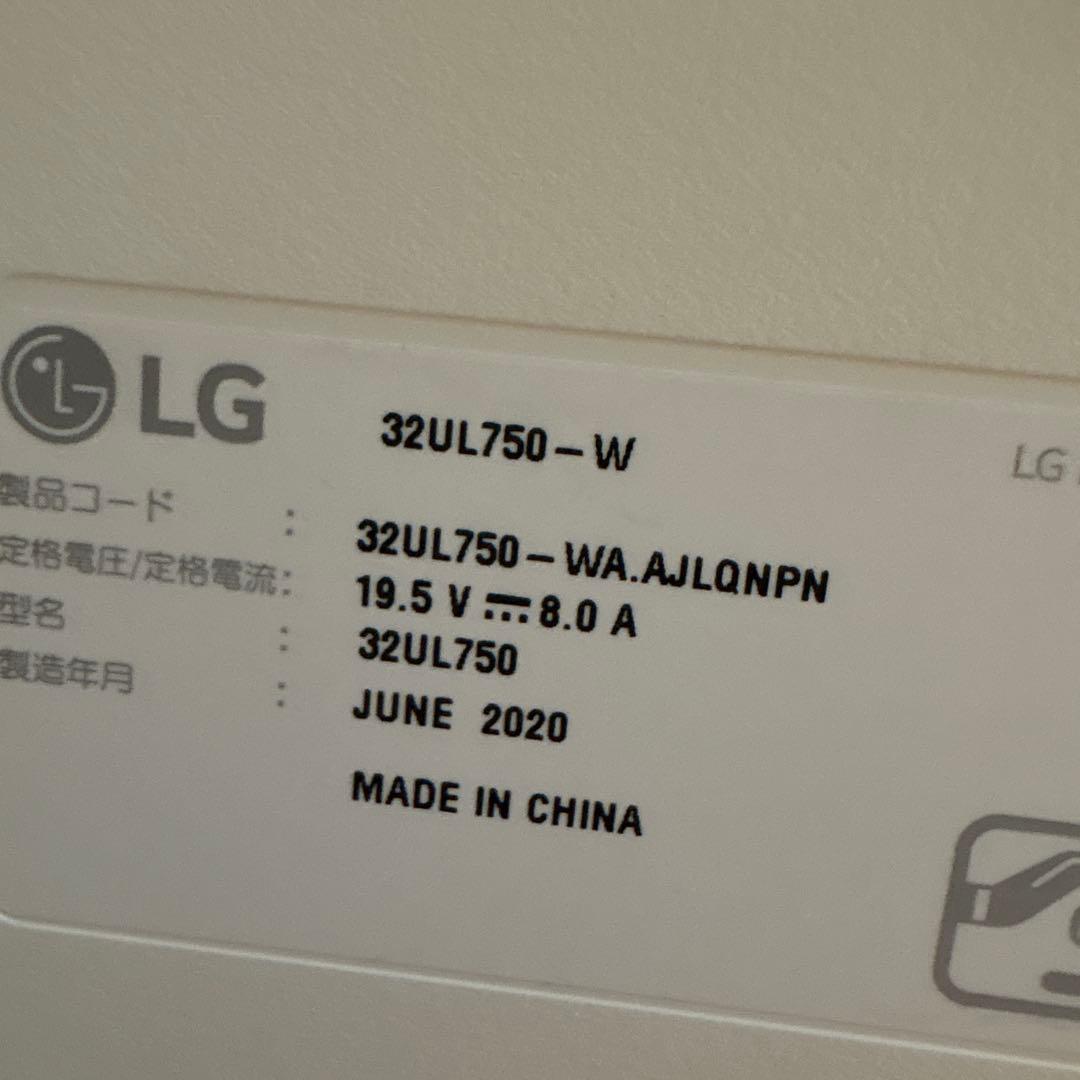 LG 32UL750-W LG
製品コード : 32UL750-WA.AJLQNPN
定格電圧/定格電流: 19.5 V ⎓ 8.0 A
型名 : 32UL750
製造年月 : JUNE 2020
MADE IN CHINA